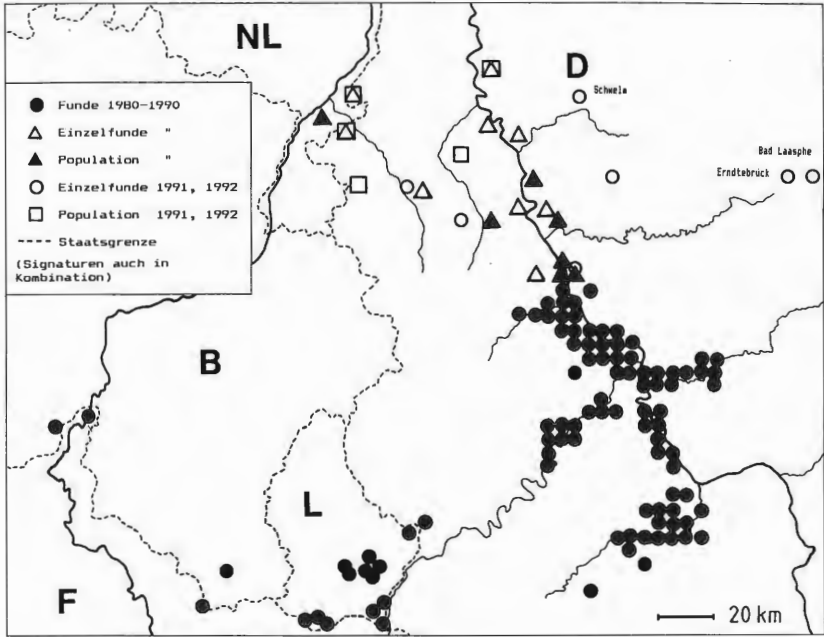 NL
D
Schwelm
Bad Laasphe
Erndtebrück
Funde 1980-1990
Einzelfunde "
Population "
Einzelfunde 1991, 1992
Population 1991, 1992
Staatsgrenze
(Signaturen auch in
Kombination)
B
L
F
20 km